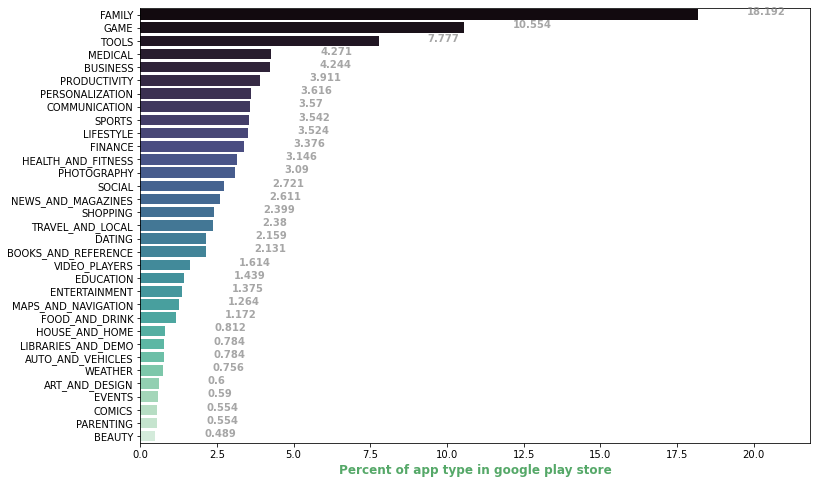 FAMILY 18.192
GAME 10.554
TOOLS 7.777
MEDICAL 4.271
BUSINESS 4.244
PRODUCTIVITY 3.911
PERSONALIZATION 3.616
COMMUNICATION 3.57
SPORTS 3.542
LIFESTYLE 3.524
FINANCE 3.376
HEALTH_AND_FITNESS 3.146
PHOTOGRAPHY 3.09
SOCIAL 2.721
NEWS_AND_MAGAZINES 2.611
SHOPPING 2.399
TRAVEL_AND_LOCAL 2.38
DATING 2.159
BOOKS_AND_REFERENCE 2.131
VIDEO_PLAYERS 1.614
EDUCATION 1.439
ENTERTAINMENT 1.375
MAPS_AND_NAVIGATION 1.264
FOOD_AND_DRINK 1.172
HOUSE_AND_HOME 0.812
LIBRARIES_AND_DEMO 0.784
AUTO_AND_VEHICLES 0.784
WEATHER 0.756
ART_AND_DESIGN 0.6
EVENTS 0.59
COMICS 0.554
PARENTING 0.554
BEAUTY 0.489
0.0 2.5 5.0 7.5 10.0 12.5 15.0 17.5 20.0
Percent of app type in google play store